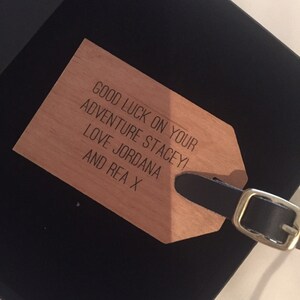 GOOD LUCK ON YOUR
ADVENTURE STACEY!
LOVE JORDANA
AND REA X